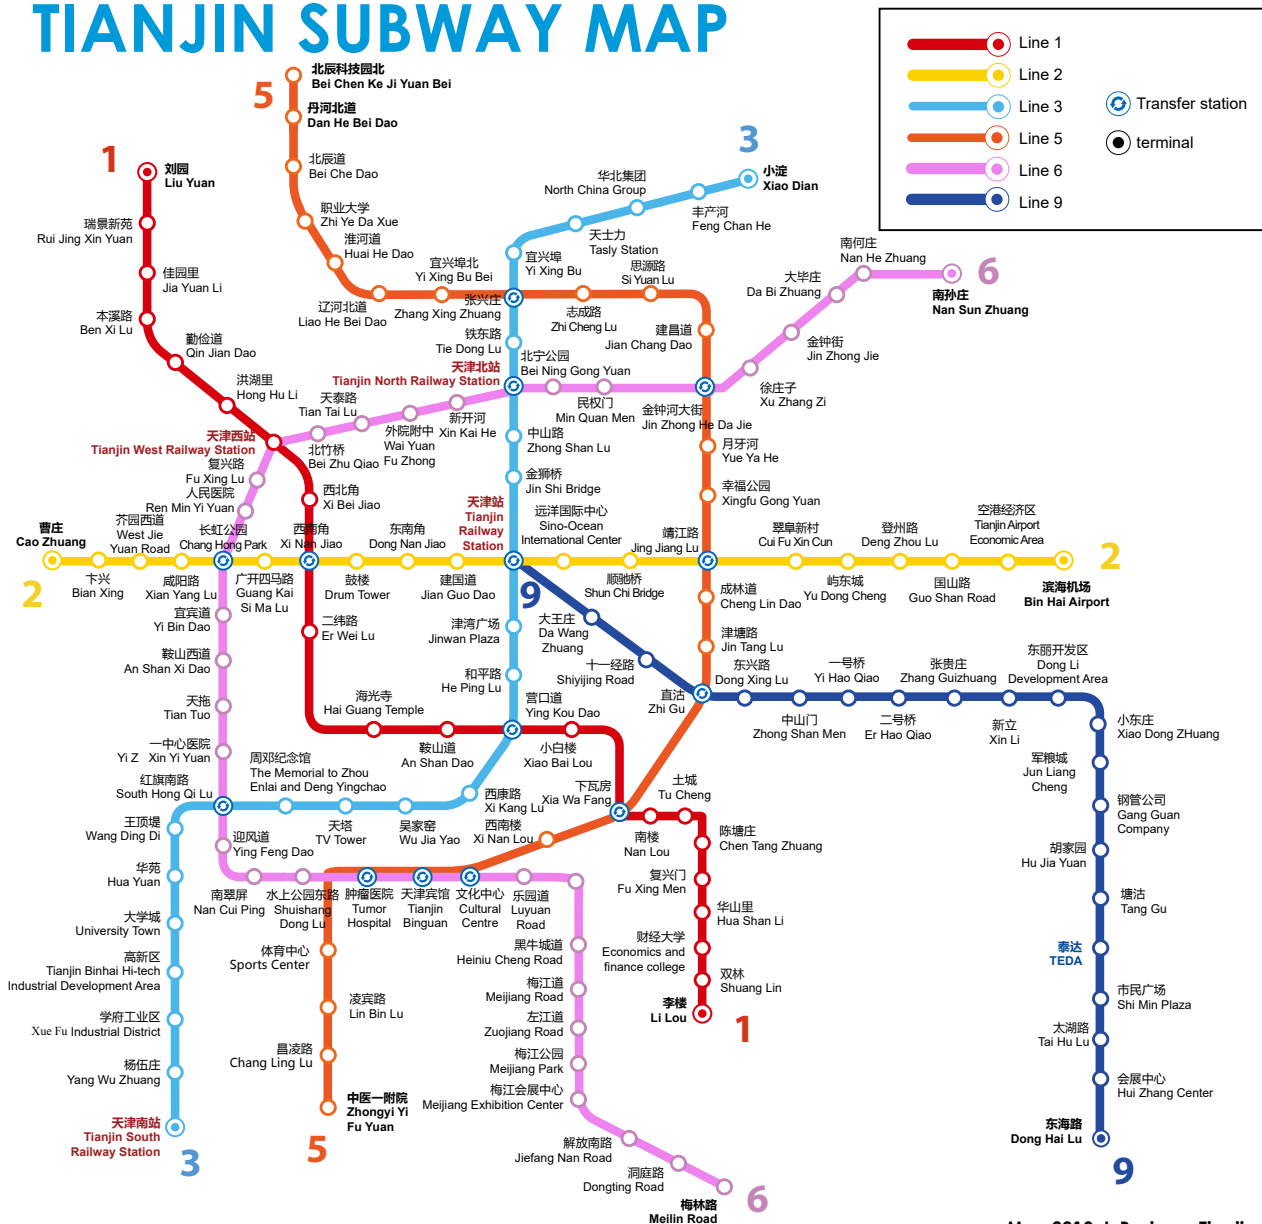 TIANJIN SUBWAY MAP
Line 1
Line 2
Line 3
Line 5
Line 6
Line 9
Transfer station
terminal
5
北辰科技园北
Bei Chen Ke Ji Yuan Bei
丹河北道
Dan He Bei Dao
北辰道
Bei Che Dao
职业大学
Zhi Ye Da Xue
淮河道
Huai He Dao
辽河北道
Liao He Bei Dao
宜兴埠北
Yi Xing Bu Bei
张兴庄
Zhang Xing Zhuang
志成路
Zhi Cheng Lu
思源路
Si Yuan Lu
建昌道
Jian Chang Dao
3
小淀
Xiao Dian
华北集团
North China Group
丰产河
Feng Chan He
天士力
Tasly Station
宜兴埠
Yi Xing Bu
铁东路
Tie Dong Lu
1
刘园
Liu Yuan
瑞景新苑
Rui Jing Xin Yuan
佳园里
Jia Yuan Li
本溪路
Ben Xi Lu
勤俭道
Qin Jian Dao
洪湖里
Hong Hu Li
天津西站
Tianjin West Railway Station
6
南孙庄
Nan Sun Zhuang
南何庄
Nan He Zhuang
大毕庄
Da Bi Zhuang
金钟街
Jin Zhong Jie
徐庄子
Xu Zhang Zi
金钟河大街
Jin Zhong He Da Jie
民权门
Min Quan Men
北宁公园
Bei Ning Gong Yuan
天津北站
Tianjin North Railway Station
新开河
Xin Kai He
外院附中
Wai Yuan
Fu Zhong
天泰路
Tian Tai Lu
北竹桥
Bei Zhu Qiao
复兴路
Fu Xing Lu
人民医院
Ren Min Yi Yuan
西北角
Xi Bei Jiao
中山路
Zhong Shan Lu
金狮桥
Jin Shi Bridge
月牙河
Yue Ya He
幸福公园
Xingfu Gong Yuan
曹庄
Cao Zhuang
2
卞兴
Bian Xing
芥园西道
West Jie
Yuan Road
咸阳路
Xian Yang Lu
长虹公园
Chang Hong Park
广开四马路
Guang Kai
Si Ma Lu
西南角
Xi Nan Jiao
鼓楼
Drum Tower
东南角
Dong Nan Jiao
建国道
Jian Guo Dao
天津站
Tianjin
Railway
Station
远洋国际中心
Sino-Ocean
International Center
顺驰桥
Shun Chi Bridge
靖江路
Jing Jiang Lu
翠阜新村
Cui Fu Xin Cun
屿东城
Yu Dong Cheng
登州路
Deng Zhou Lu
国山路
Guo Shan Road
空港经济区
Tianjin Airport
Economic Area
滨海机场
Bin Hai Airport
2
9
宜宾道
Yi Bin Dao
鞍山西道
An Shan Xi Dao
天拖
Tian Tuo
一中心医院
Yi Z Xin Yi Yuan
红旗南路
South Hong Qi Lu
二纬路
Er Wei Lu
海光寺
Hai Guang Temple
鞍山道
An Shan Dao
津湾广场
Jinwan Plaza
和平路
He Ping Lu
营口道
Ying Kou Dao
小白楼
Xiao Bai Lou
下瓦房
Xia Wa Fang
大王庄
Da Wang
Zhuang
十一经路
Shiyijing Road
直沽
Zhi Gu
成林道
Cheng Lin Dao
津塘路
Jin Tang Lu
东兴路
Dong Xing Lu
中山门
Zhong Shan Men
一号桥
Yi Hao Qiao
二号桥
Er Hao Qiao
张贵庄
Zhang Guizhuang
新立
Xin Li
东丽开发区
Dong Li
Development Area
小东庄
Xiao Dong ZHuang
军粮城
Jun Liang
Cheng
钢管公司
Gang Guan
Company
胡家园
Hu Jia Yuan
塘沽
Tang Gu
泰达
TEDA
市民广场
Shi Min Plaza
太湖路
Tai Hu Lu
会展中心
Hui Zhang Center
东海路
Dong Hai Lu
9
周邓纪念馆
The Memorial to Zhou
Enlai and Deng Yingchao
天塔
TV Tower
吴家窑
Wu Jia Yao
西康路
Xi Kang Lu
西南楼
Xi Nan Lou
土城
Tu Cheng
南楼
Nan Lou
陈塘庄
Chen Tang Zhuang
复兴门
Fu Xing Men
华山里
Hua Shan Li
财经大学
Economics and
finance college
双林
Shuang Lin
李楼
Li Lou
1
王顶堤
Wang Ding Di
华苑
Hua Yuan
大学城
University Town
高新区
Tianjin Binhai Hi-tech
Industrial Development Area
学府工业区
Xue Fu Industrial District
杨伍庄
Yang Wu Zhuang
天津南站
Tianjin South
Railway Station
3
迎风道
Ying Feng Dao
南翠屏
Nan Cui Ping
水上公园东路
Shuishang
Dong Lu
肿瘤医院
Tumor
Hospital
天津宾馆
Tianjin
Binguan
文化中心
Cultural
Centre
乐园道
Luyuan
Road
体育中心
Sports Center
凌宾路
Lin Bin Lu
昌凌路
Chang Ling Lu
中医一附院
Zhongyi Yi
Fu Yuan
5
黑牛城道
Heiniu Cheng Road
梅江道
Meijiang Road
左江道
Zuojiang Road
梅江公园
Meijiang Park
梅江会展中心
Meijiang Exhibition Center
解放南路
Jiefang Nan Road
洞庭路
Dongting Road
梅林路
Meilin Road
6